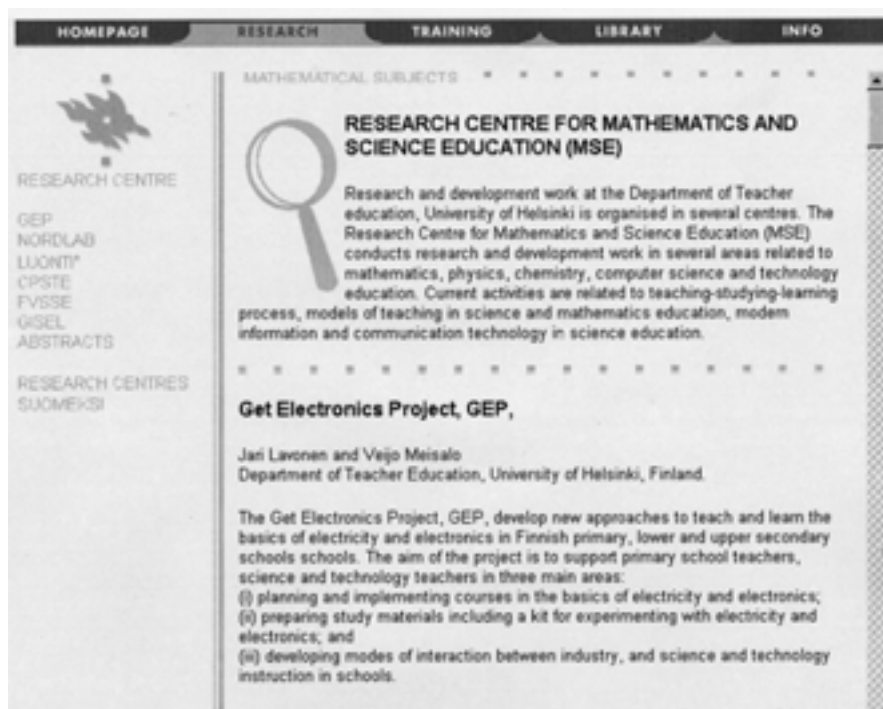 HOMEPAGE RESEARCH TRAINING LIBRARY INFO
MATHEMATICAL SUBJECTS
RESEARCH CENTRE
GEP
NORDLAB
LUONTI*
CPSTE
FVSSE
GISEL
ABSTRACTS
RESEARCH CENTRES
SUOMEKSI
RESEARCH CENTRE FOR MATHEMATICS AND
SCIENCE EDUCATION (MSE)
Research and development work at the Department of Teacher
education, University of Helsinki is organised in several centres. The
Research Centre for Mathematics and Science Education (MSE)
conducts research and development work in several areas related to
mathematics, physics, chemistry, computer science and technology
education. Current activities are related to teaching-studying-learning
process, models of teaching in science and mathematics education, modern
information and communication technology in science education.
Get Electronics Project, GEP,
Jari Lavonen and Veijo Meisalo
Department of Teacher Education, University of Helsinki, Finland.
The Get Electronics Project, GEP, develop new approaches to teach and learn the
basics of electricity and electronics in Finnish primary, lower and upper secondary
schools schools. The aim of the project is to support primary school teachers,
science and technology teachers in three main areas:
(i) planning and implementing courses in the basics of electricity and electronics;
(ii) preparing study materials including a kit for experimenting with electricity and
electronics; and
(iii) developing modes of interaction between industry, and science and technology
instruction in schools.